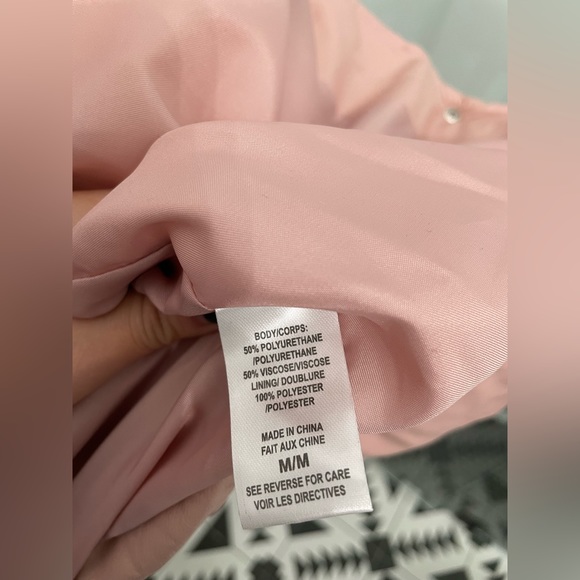 BODY/CORPS:
50% POLYURETHANE
/POLYURETHANE
50% VISCOSE/VISCOSE
LINING/ DOUBLURE
100% POLYESTER
/POLYESTER
MADE IN CHINA
FAIT AUX CHINE
M/M
SEE REVERSE FOR CARE
VOIR LES DIRECTIVES